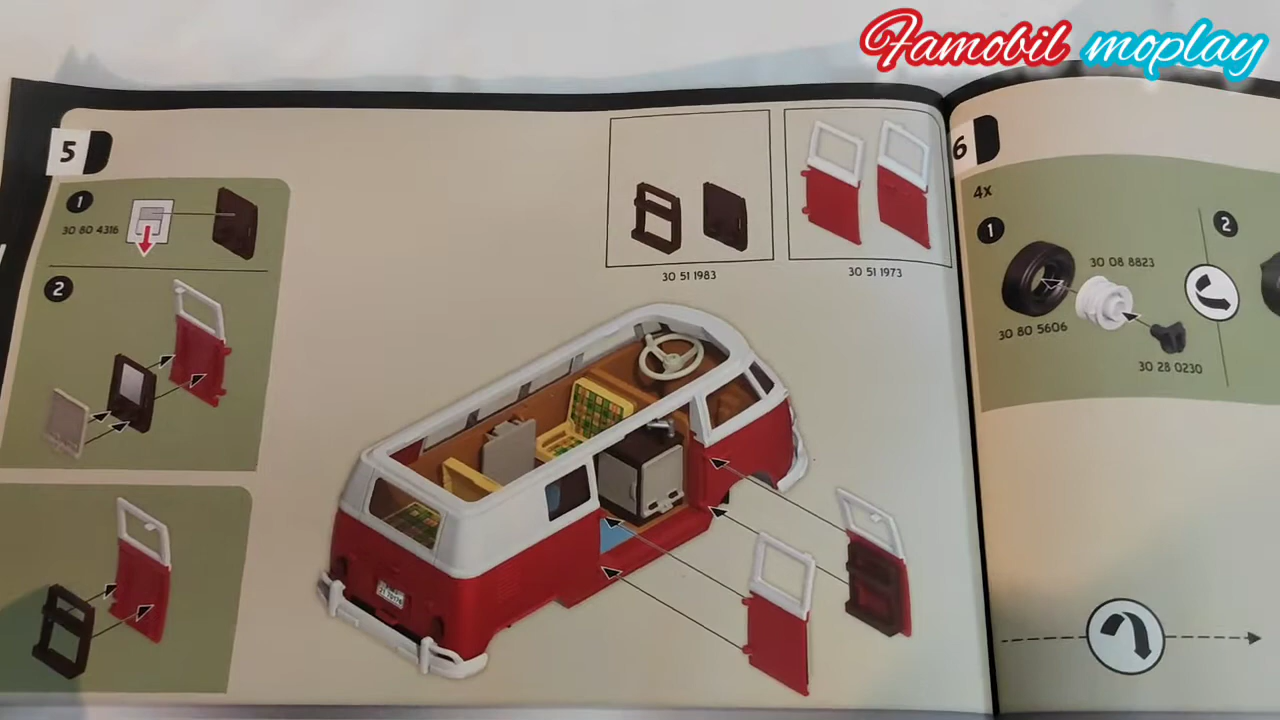 Famobil moplay
5
1
30 80 4316
2
30 51 1983
30 51 1973
6
4x
1
2
30 08 8823
30 80 5606
30 28 0230